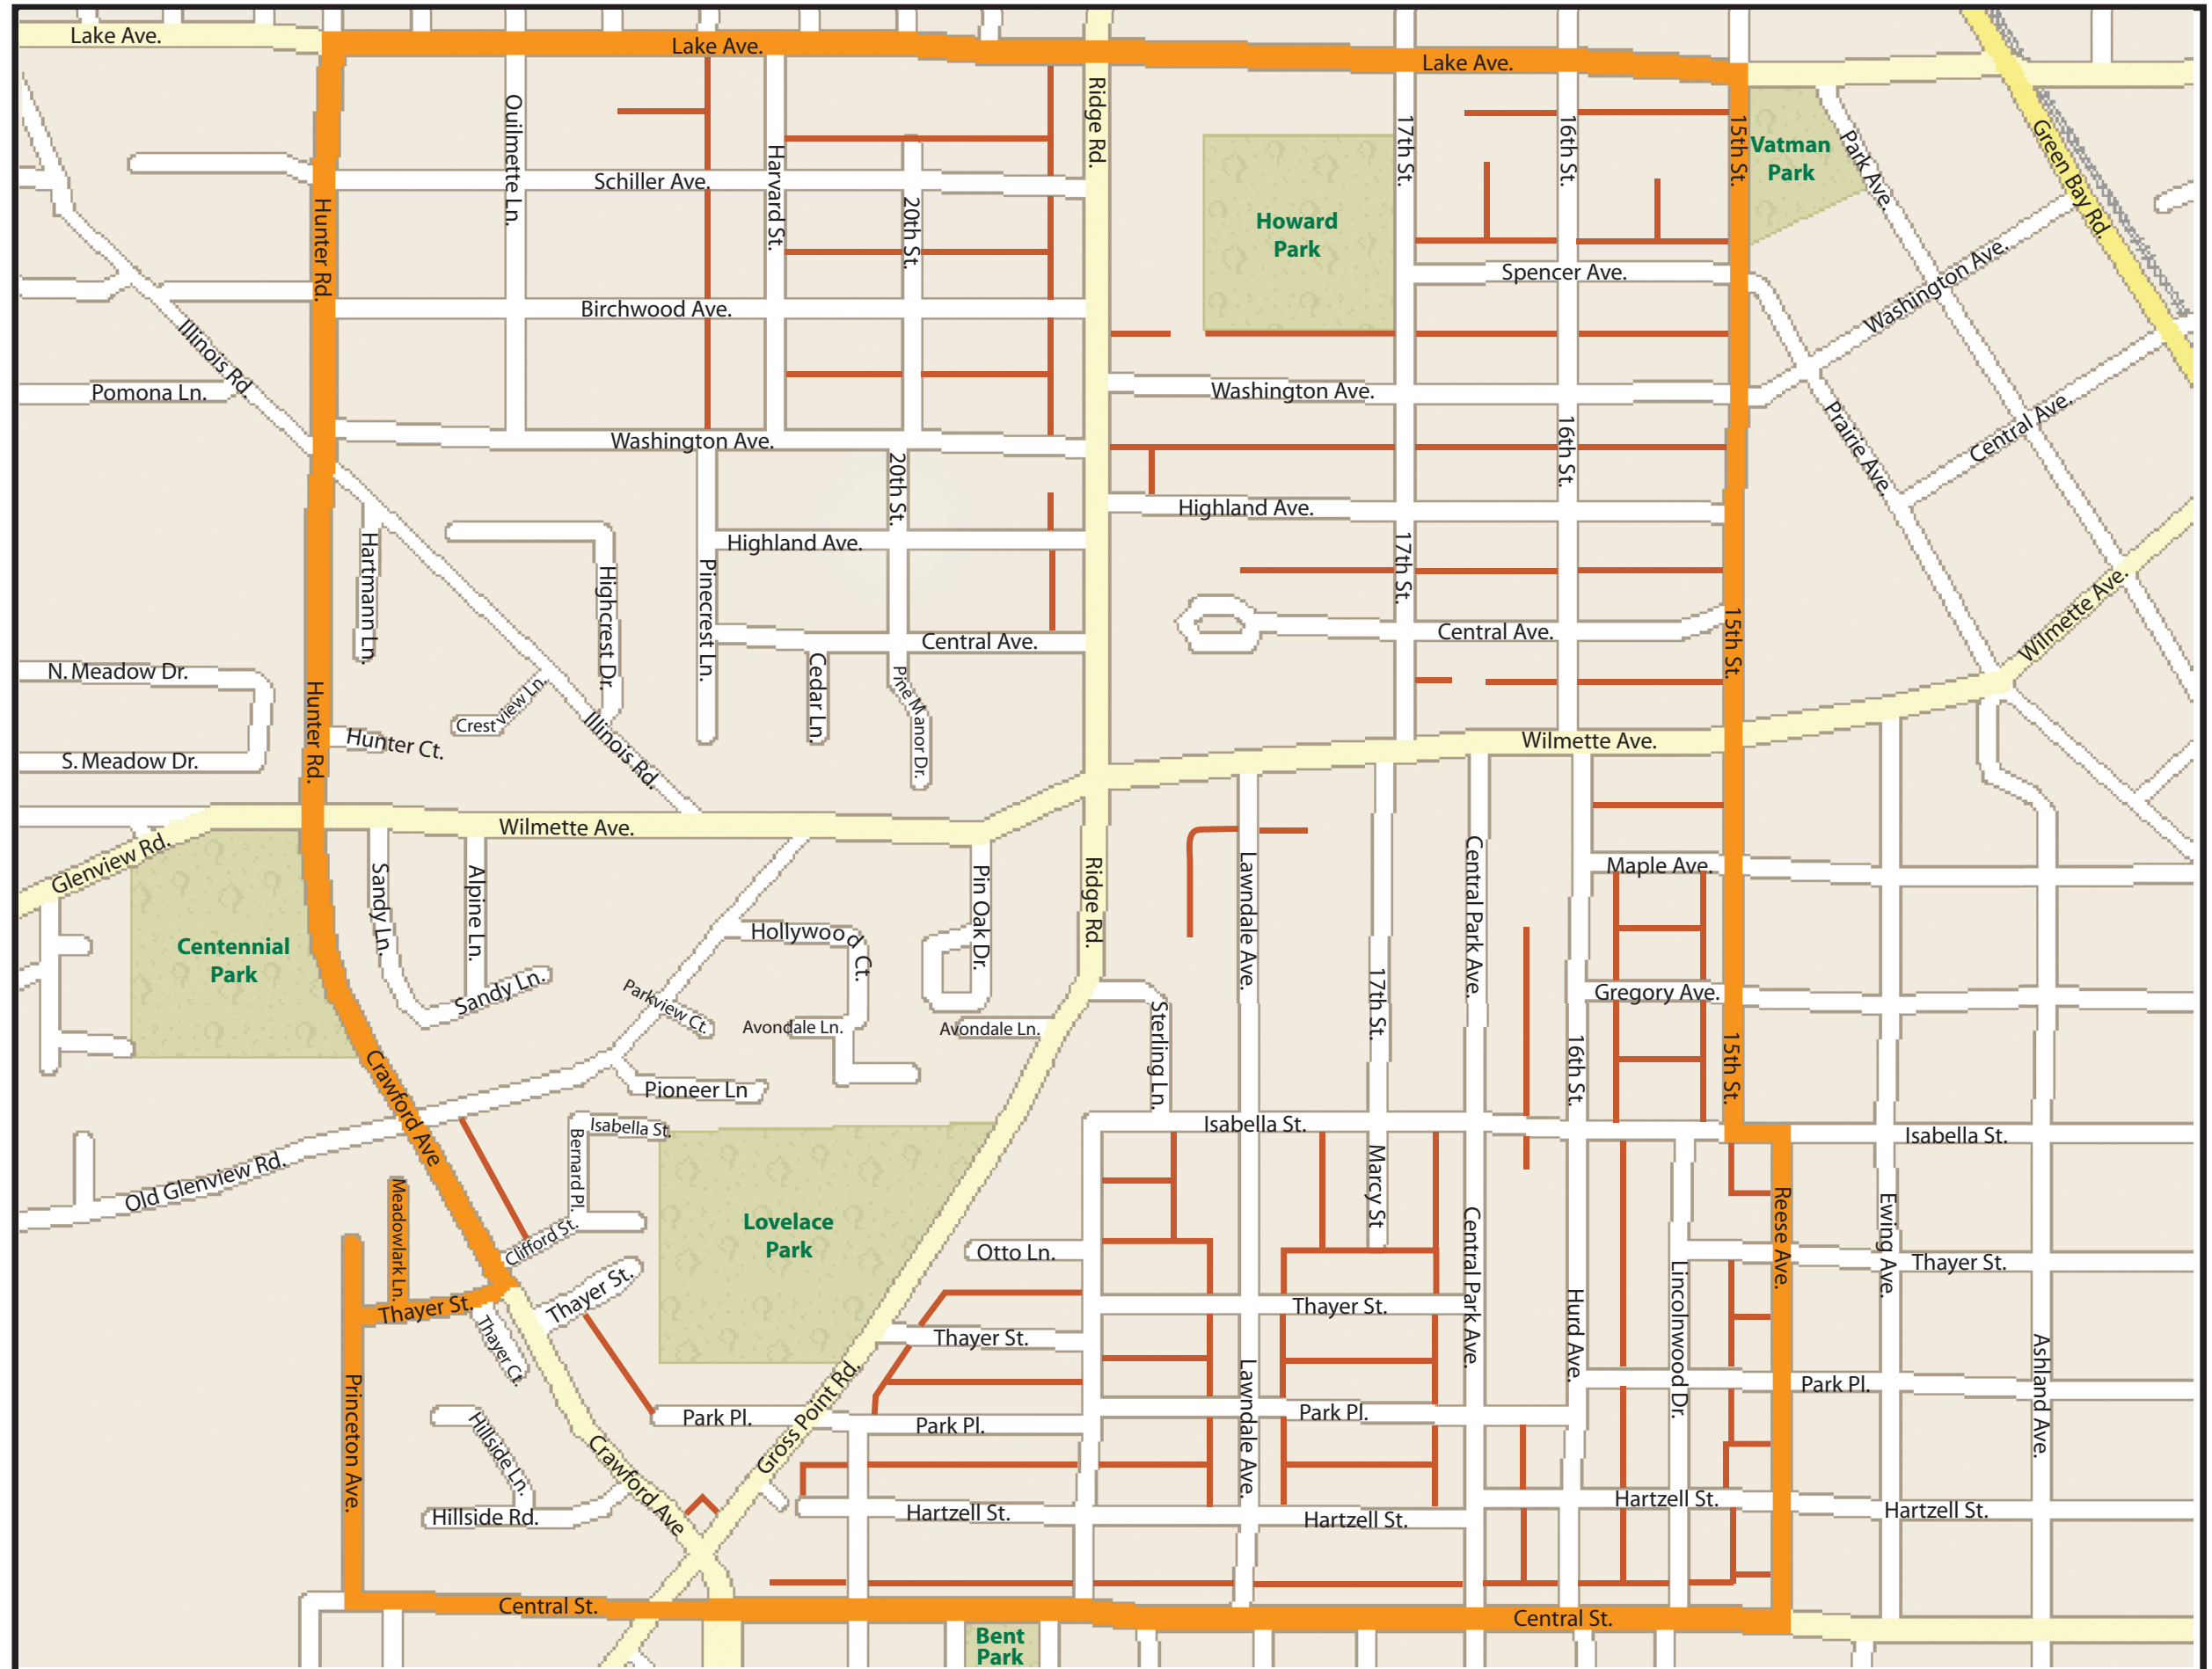 Lake Ave.
Lake Ave.
Lake Ave.
Ouilmette Ln.
Harvard St.
Ridge Rd.
17th St.
16th St.
15th St.
Vatman
Park
Park Ave.
Green Bay Rd.
Schiller Ave.
20th St.
Howard
Park
Hunter Rd.
Spencer Ave.
Washington Ave.
Birchwood Ave.
Illinois Rd.
Pomona Ln.
Washington Ave.
Washington Ave.
20th St.
16th St.
Prairie Ave.
Central Ave.
Highland Ave.
Highland Ave.
Hartmann Ln.
Highcrest Dr.
Pinecrest Ln.
17th St.
Central Ave.
Central Ave.
15th St.
Wilmette Ave.
N. Meadow Dr.
Hunter Rd.
Crestview Ln.
Cedar Ln.
Pine Manor Dr.
Hunter Ct.
Illinois Rd.
S. Meadow Dr.
Wilmette Ave.
Wilmette Ave.
Glenview Rd.
Sandy Ln.
Alpine Ln.
Pin Oak Dr.
Ridge Rd.
Lawndale Ave.
Central Park Ave.
Maple Ave.
Centennial
Park
Hollywood Ct.
Sandy Ln.
Parkview Ct.
Avondale Ln.
Avondale Ln.
Sterling Ln.
17th St.
Gregory Ave.
16th St.
15th St.
Crawford Ave
Pioneer Ln
Isabella St.
Isabella St.
Isabella St.
Bernard Pl.
Old Glenview Rd.
Meadowlark Ln.
Clifford St.
Lovelace
Park
Otto Ln.
Marcy St
Central Park Ave.
Reese Ave.
Ewing Ave.
Thayer St.
Thayer St.
Thayer St.
Thayer St.
Thayer St.
Thayer Ct.
Hurd Ave.
Lincolnwood Dr.
Ashland Ave.
Princeton Ave.
Gross Point Rd.
Lawndale Ave.
Park Pl.
Park Pl.
Park Pl.
Park Pl.
Hillside Ln.
Crawford Ave
Hillside Rd.
Hartzell St.
Hartzell St.
Hartzell St.
Hartzell St.
Central St.
Central St.
Bent
Park